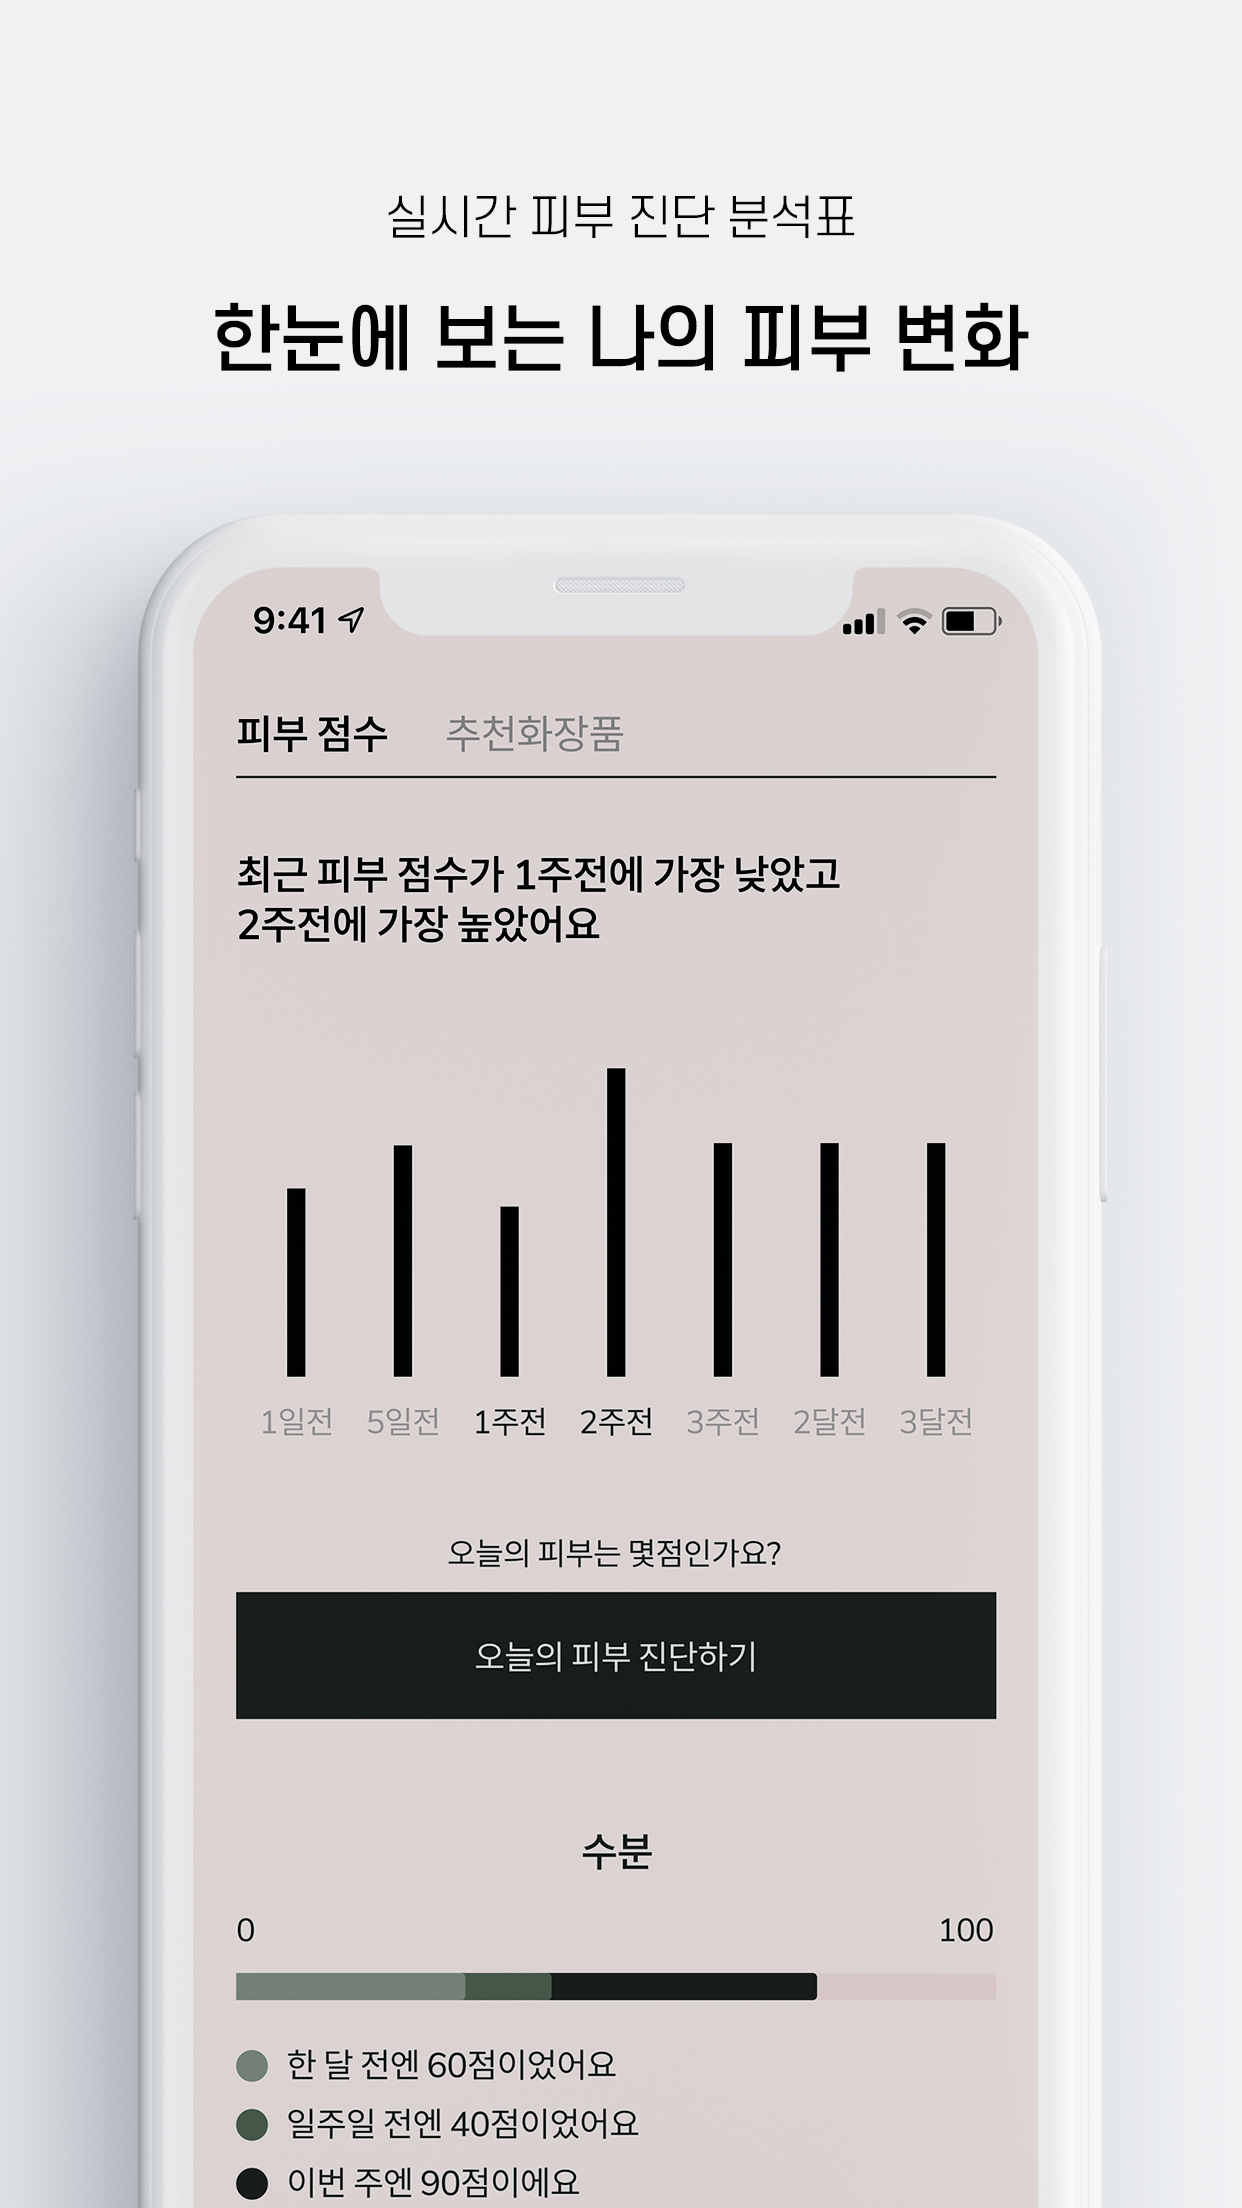 실시간 피부 진단 분석표
한눈에 보는 나의 피부 변화
9:41
피부 점수 추천화장품
최근 피부 점수가 1주전에 가장 낮았고
2주전에 가장 높았어요
1일전 5일전 1주전 2주전 3주전 2달전 3달전
오늘의 피부는 몇점인가요?
오늘의 피부 진단하기
수분
0 100
한 달 전엔 60점이었어요
일주일 전엔 40점이었어요
이번 주엔 90점이에요